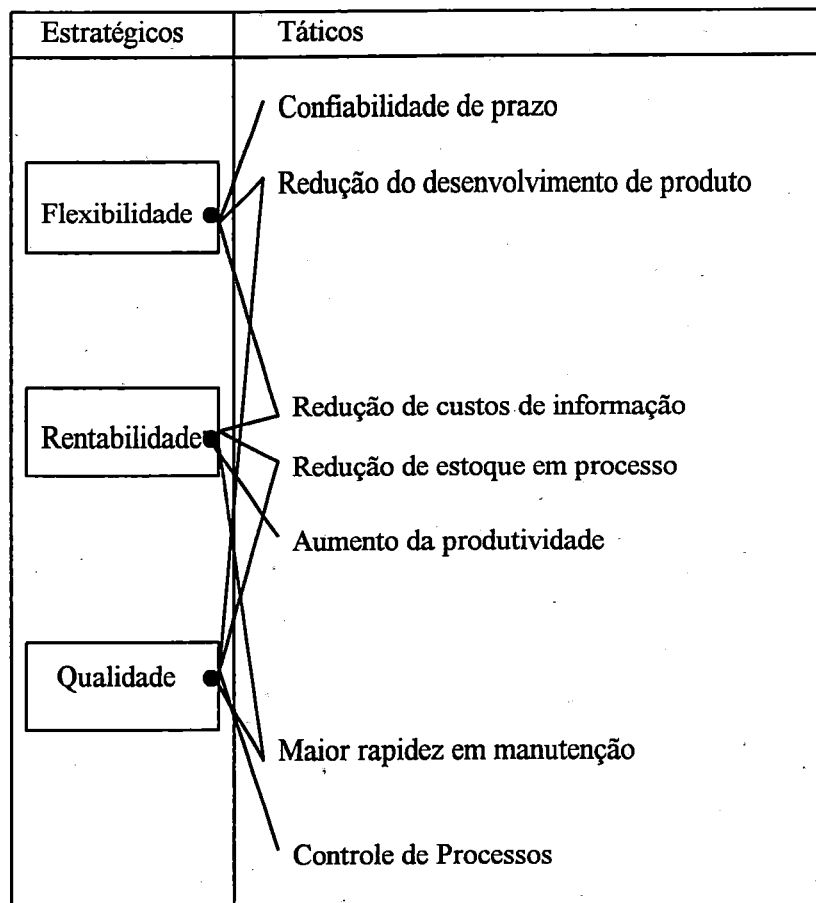 Estratégicos
Táticos
Confiabilidade de prazo
Redução do desenvolvimento de produto
Flexibilidade
Redução de custos de informação
Rentabilidade
Redução de estoque em processo
Aumento da produtividade
Qualidade
Maior rapidez em manutenção
Controle de Processos